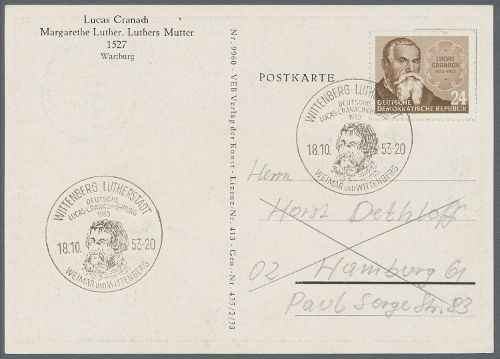 Lucas Cranach
Margarethe Luther, Luthers Mutter
1527
Wartburg
Nr. 9960 - VEB Verlag der Kunst - Lizenz-Nr. 413 - Gen.-Nr. 455/2/53
POSTKARTE
LUCAS
CRANACH
1553-1953
DEUTSCHE
DEMOKRATISCHE REPUBLIK
24
WITTENBERG LUTHERSTADT
DEUTSCHE
LUCAS-CRANACH-EHRUNG
1953
18.10. 53-20
WEIMAR UND WITTENBERG
WITTENBERG LUTHERSTADT
DEUTSCHE
LUCAS-CRANACH-EHRUNG
1953
18.10. 53-20
WEIMAR UND WITTENBERG
Herrn
Horst Dethloff
02 Hamburg 61
Paul Sorge Str. 83